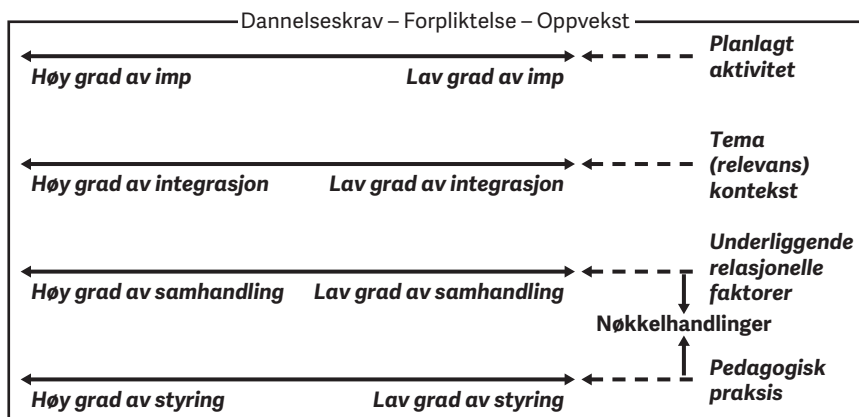 Dannelseskrav – Forpliktelse – Oppvekst
Planlagt
aktivitet
Høy grad av imp
Lav grad av imp
Tema
(relevans)
kontekst
Høy grad av integrasjon
Lav grad av integrasjon
Underliggende
relasjonelle
faktorer
Høy grad av samhandling
Lav grad av samhandling
Nøkkelhandlinger
Pedagogisk
praksis
Høy grad av styring
Lav grad av styring